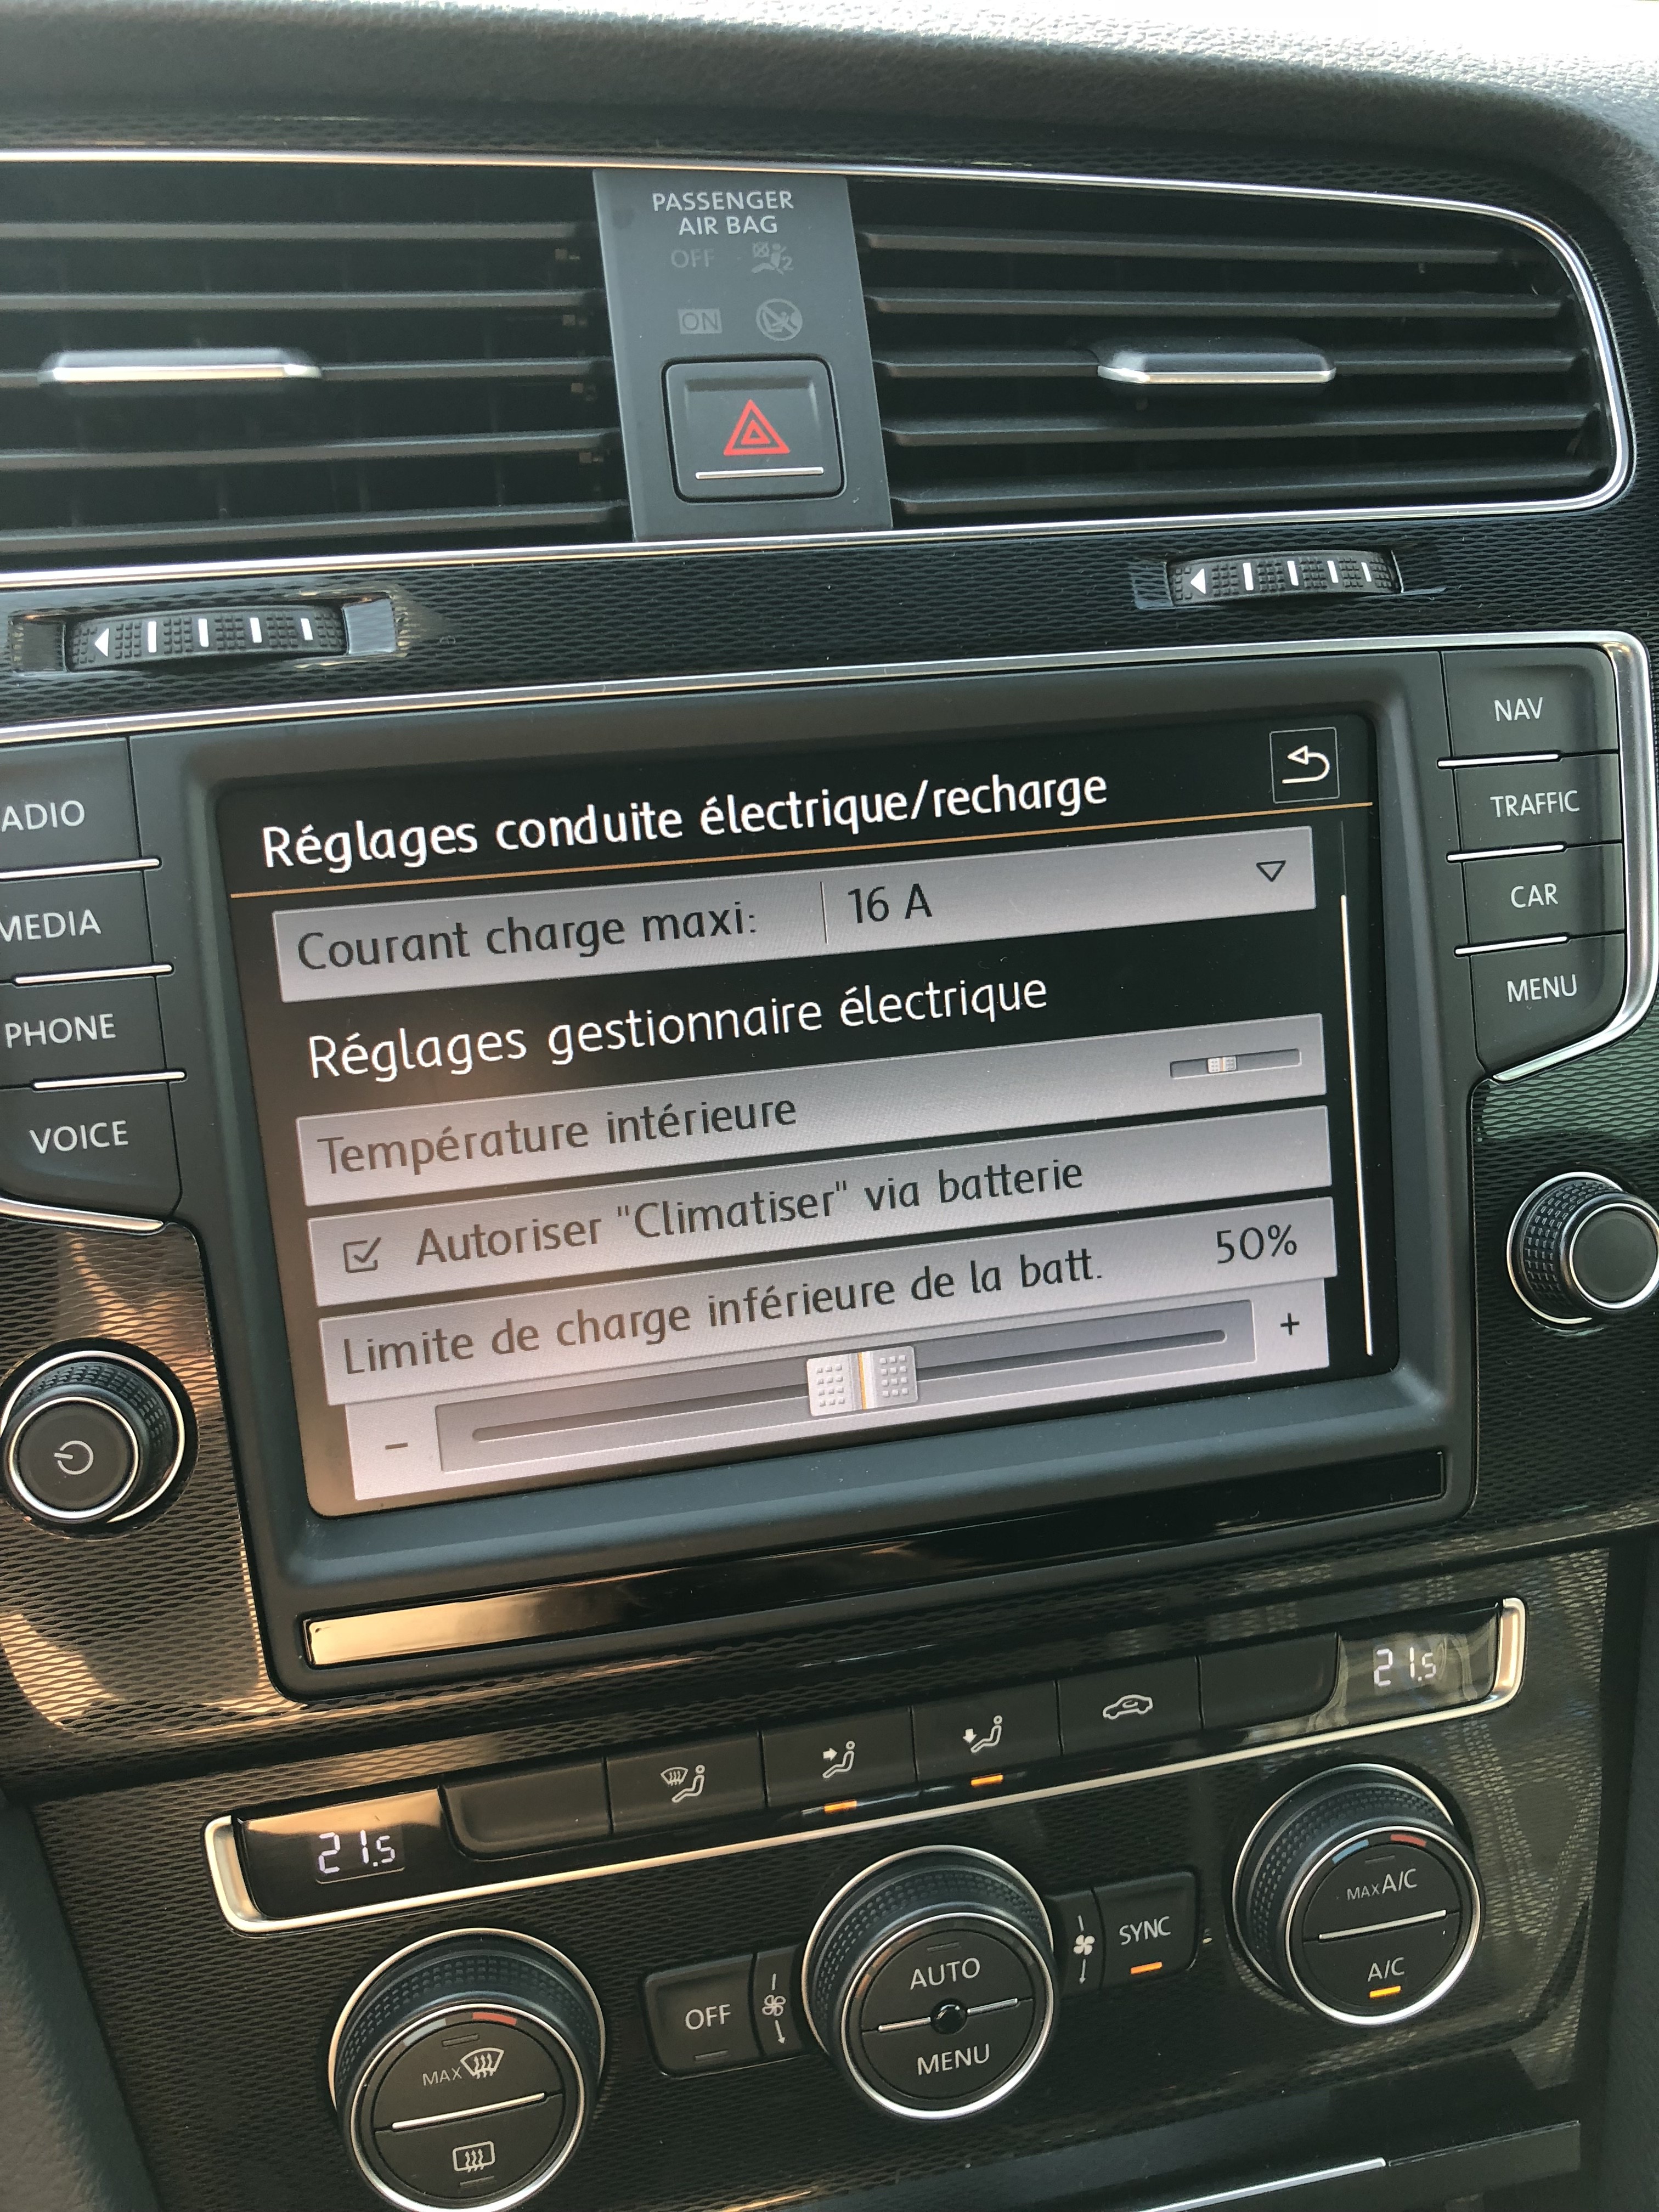 PASSENGER
AIR BAG
OFF
ON
ADIO
MEDIA
PHONE
VOICE
NAV
TRAFFIC
CAR
MENU
Réglages conduite électrique/recharge
Courant charge maxi: 16 A
Réglages gestionnaire électrique
Température intérieure
Autoriser "Climatiser" via batterie
Limite de charge inférieure de la batt. 50%
- +
21.5
21.5
MAX
OFF
AUTO
MENU
SYNC
MAX A/C
A/C